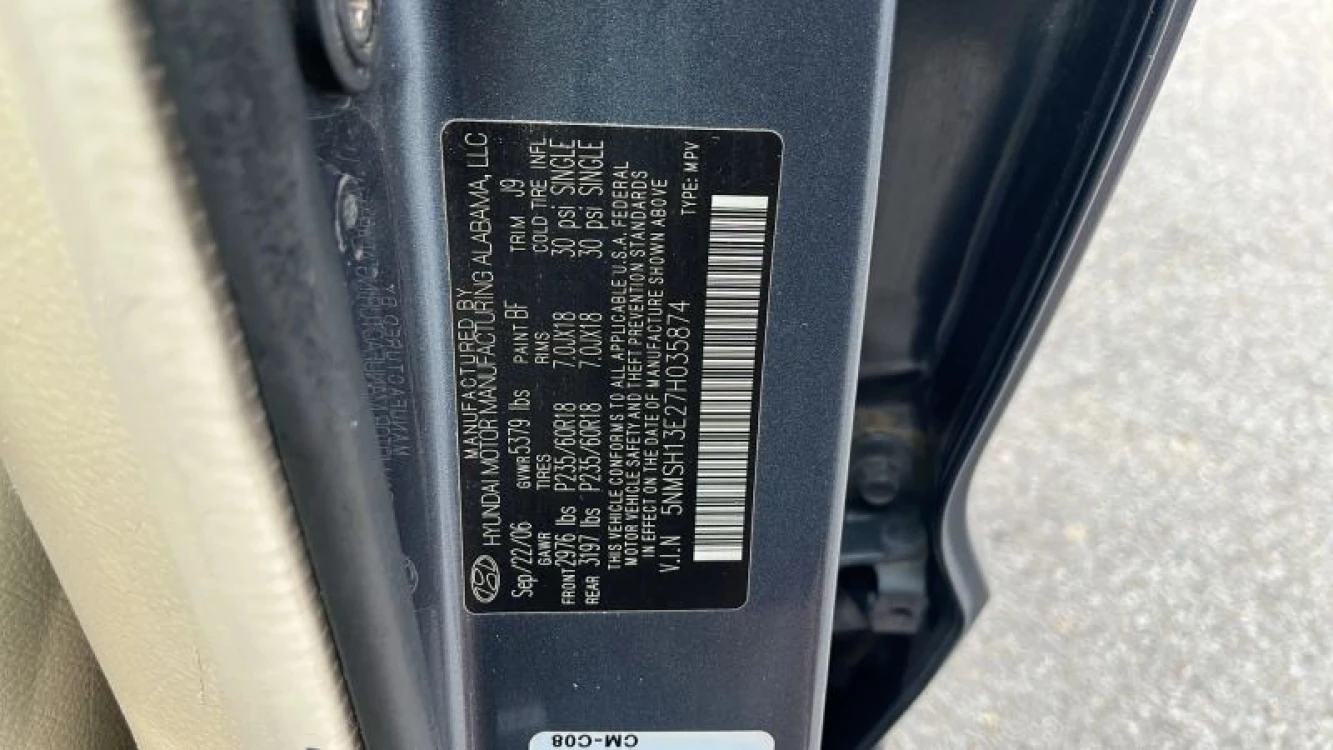 MANUFACTURED BY
HYUNDAI MOTOR MANUFACTURING ALABAMA, LLC
Sep/22/06 GVWR 5379 lbs PAINT BF TRIM J9
GAWR TIRES RIMS COLD TIRE INFL
FRONT 2976 lbs P235/60R18 7.0JX18 30 psi SINGLE
REAR 3197 lbs P235/60R18 7.0JX18 30 psi SINGLE
THIS VEHICLE CONFORMS TO ALL APPLICABLE U.S.A. FEDERAL
MOTOR VEHICLE SAFETY AND THEFT PREVENTION STANDARDS
IN EFFECT ON THE DATE OF MANUFACTURE SHOWN ABOVE
V.I.N 5NMSH13E27H035874 TYPE: MPV
CM-C08